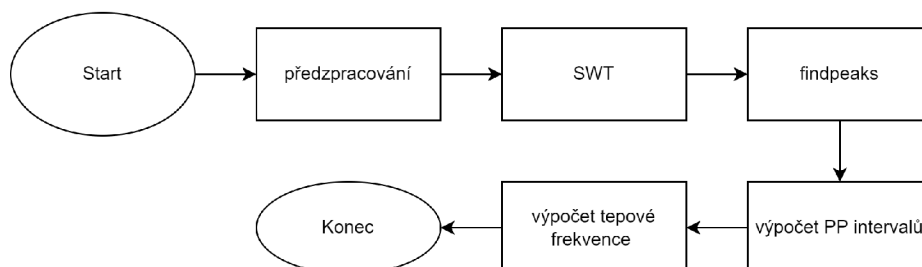 Start
předzpracování
SWT
findpeaks
výpočet PP intervalů
výpočet tepové
frekvence
Konec